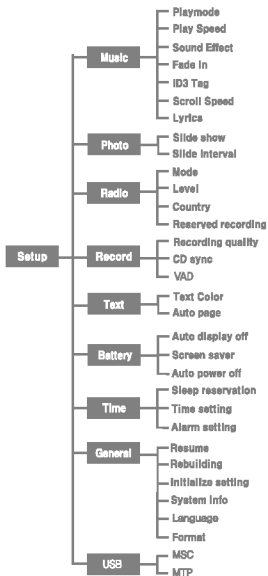 Setup
Music
Playmode
Play Speed
Sound Effect
Fade In
ID3 Tag
Scroll Speed
Lyrics
Photo
Slide show
Slide Interval
Radio
Mode
Level
Country
Reserved recording
Record
Recording quality
CD sync
VAD
Text
Text Color
Auto page
Battery
Auto display off
Screen saver
Auto power off
Time
Sleep reservation
Time setting
Alarm setting
General
Resume
Rebuilding
Initialize setting
System Info
Language
Format
USB
MSC
MTP